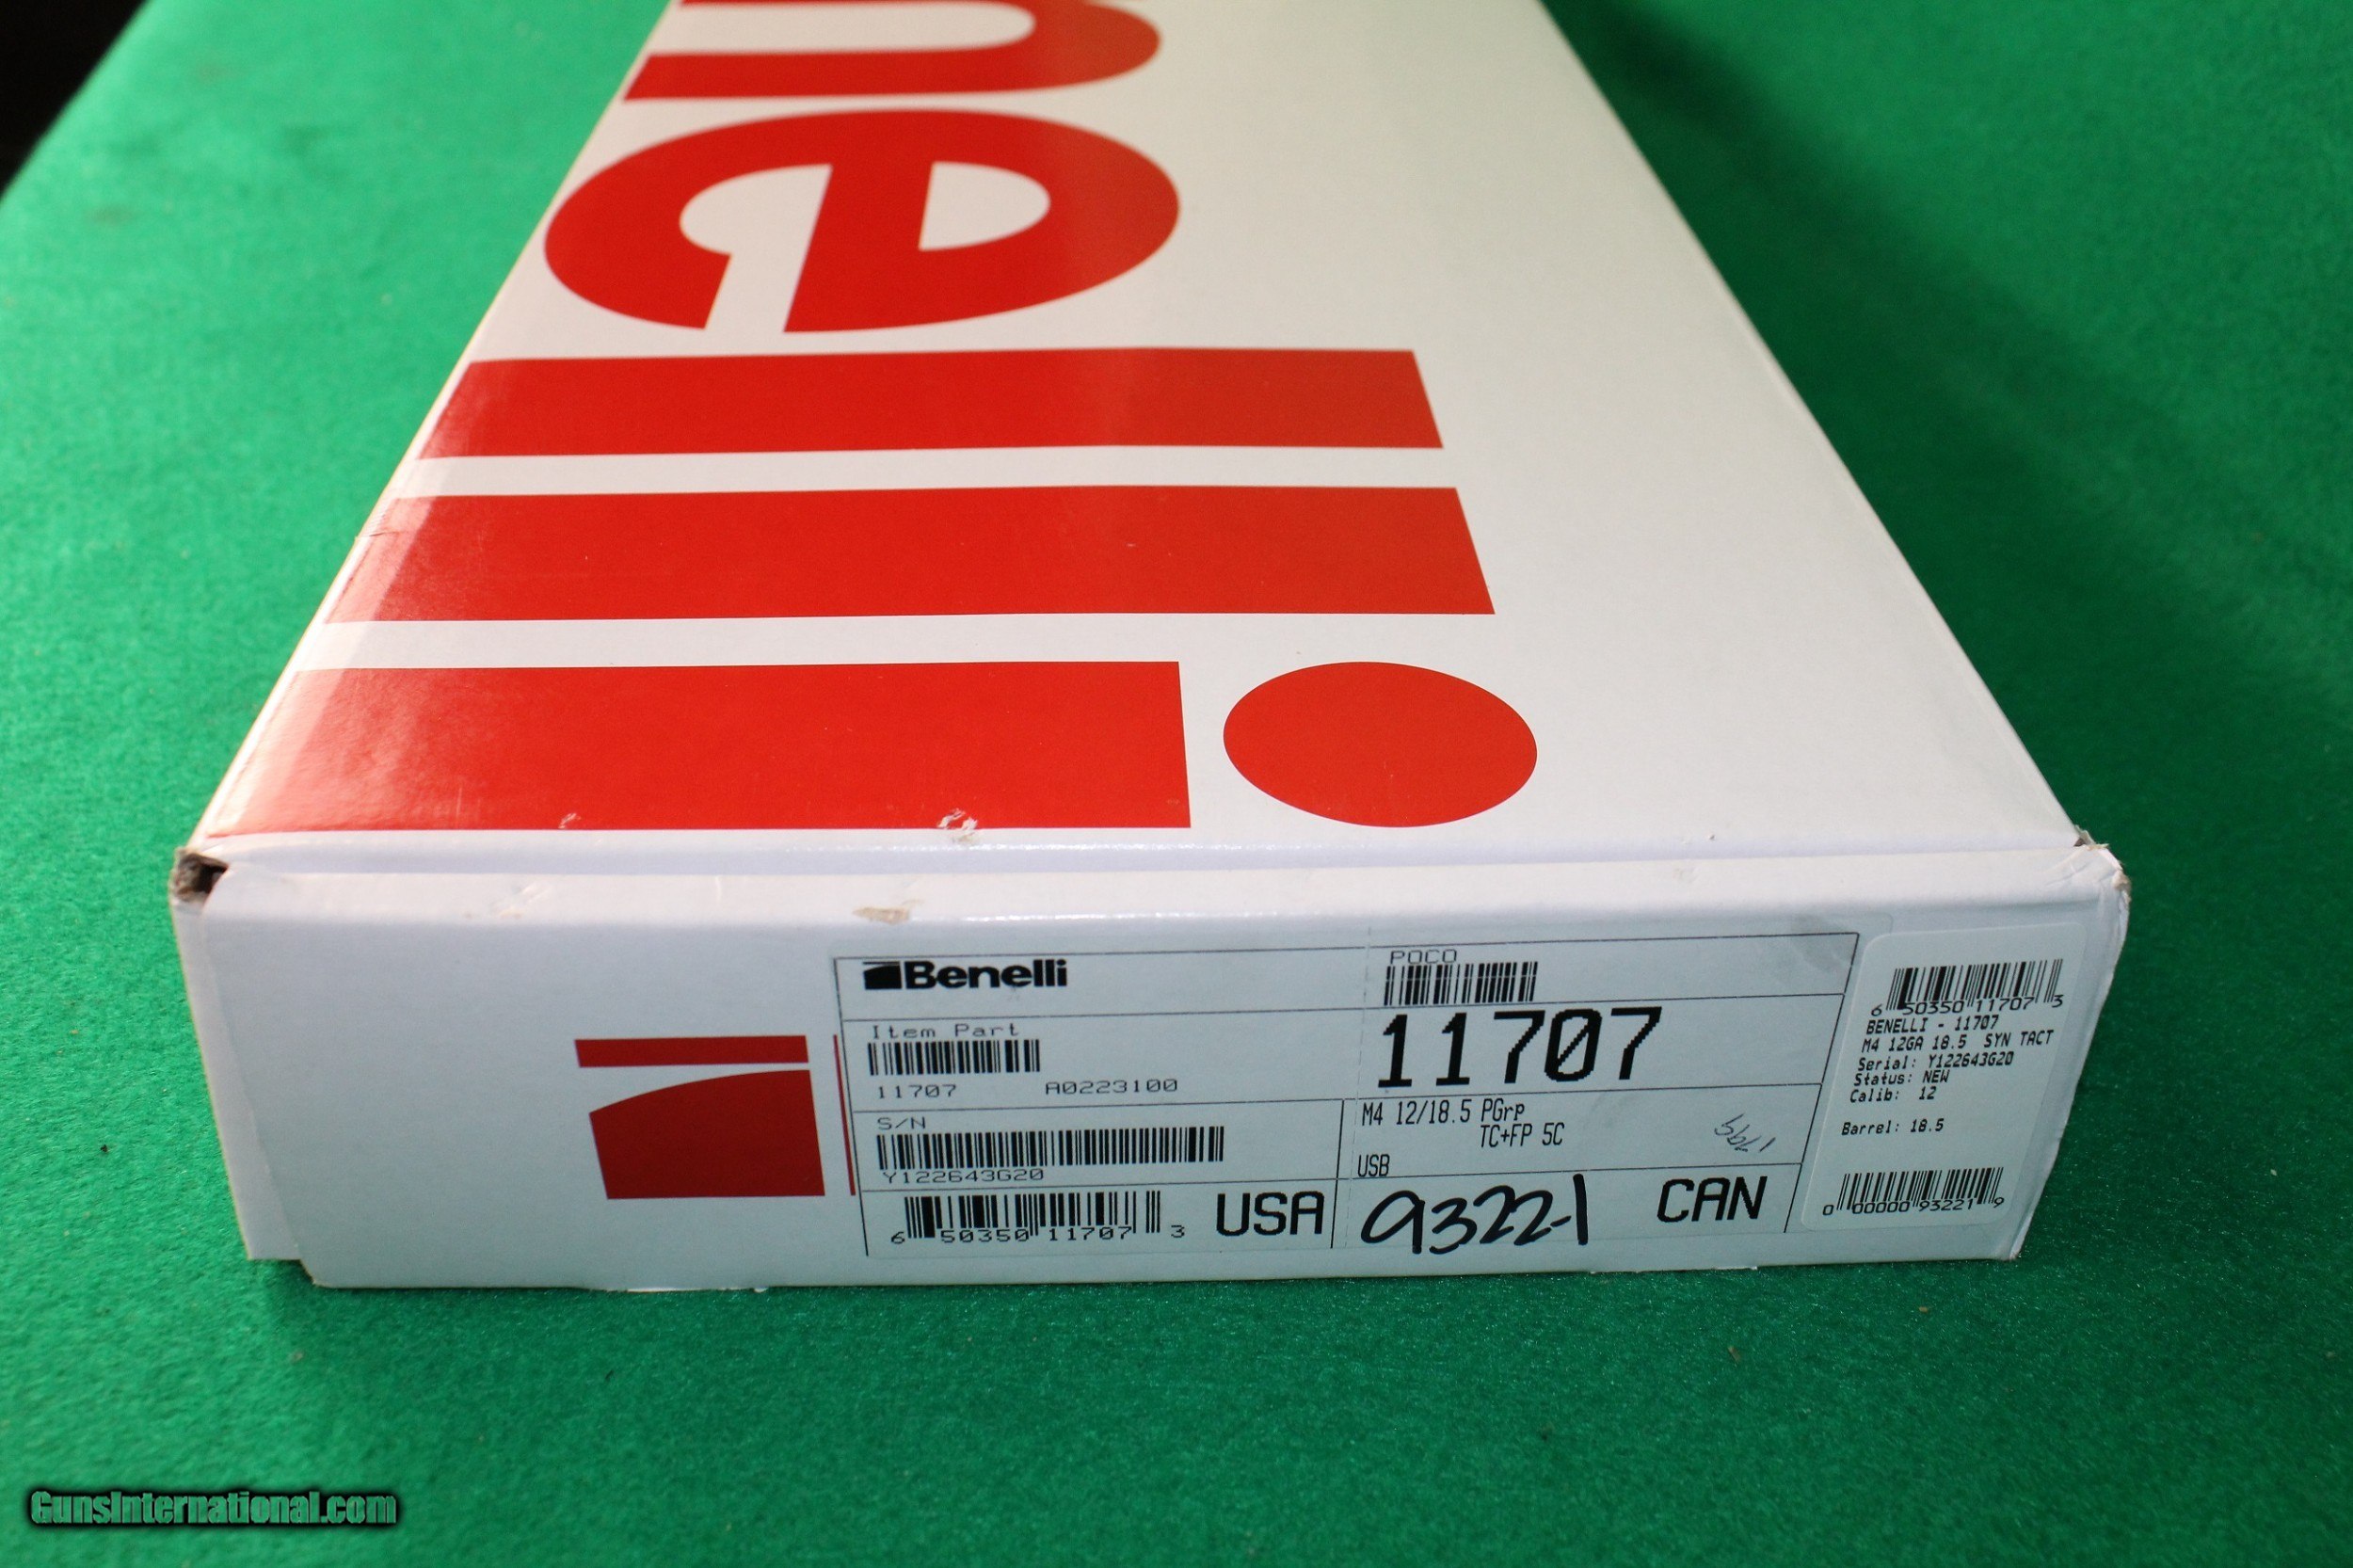 nelli
Benelli
POCO
Item Part
11707 A0223100
11707
S/N
Y122643G20
M4 12/18.5 PGrp
TC+FP 5C
USB
6 50350 11707 3
USA
93221
CAN
6 50350 11707 3
BENELLI - 11707
M4 12GA 18.5 SYN TACT
Serial: Y122643G20
Status: NEW
Calib: 12
Barrel: 18.5
0 00000 93221 9
GunsInternational.com